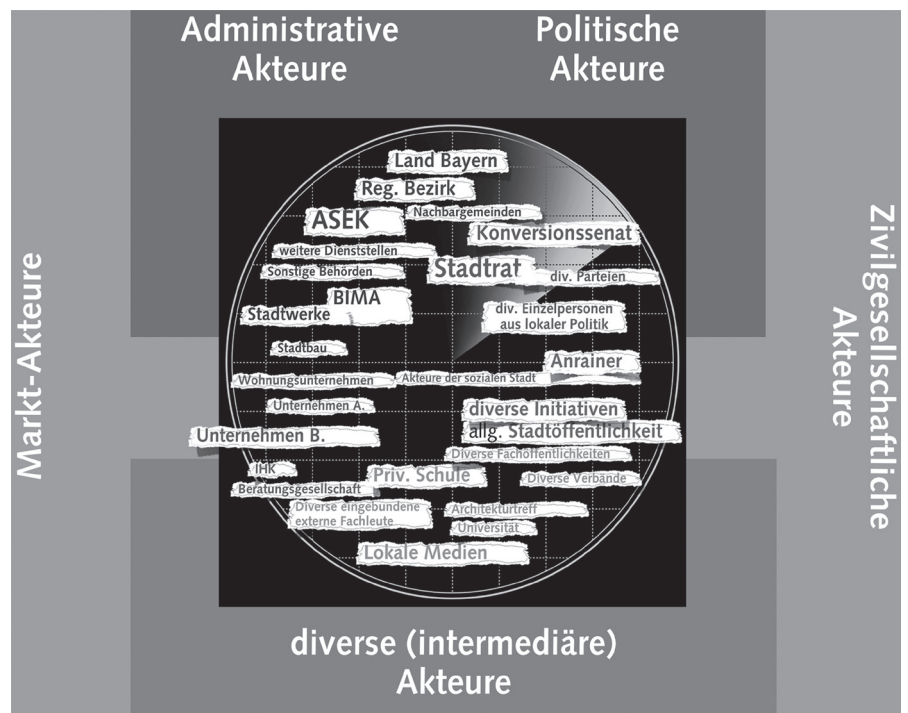 Administrative
Akteure
Politische
Akteure
Markt-Akteure
Zivilgesellschaftliche
Akteure
Land Bayern
Reg. Bezirk
ASEK
Nachbargemeinden
Konversionssenat
weitere Dienststellen
Sonstige Behörden
Stadtrat
div. Parteien
BIMA
Stadtwerke
div. Einzelpersonen
aus lokaler Politik
Stadtbau
Anrainer
Wohnungsunternehmen
Akteure der sozialen Stadt
Unternehmen A.
diverse Initiativen
Unternehmen B.
allg. Stadtöffentlichkeit
Diverse Fachöffentlichkeiten
IHK
Priv. Schule
Diverse Verbände
Beratungsgesellschaft
Diverse eingebundene
externe Fachleute
Architekturtreff
Universität
Lokale Medien
diverse (intermediäre)
Akteure